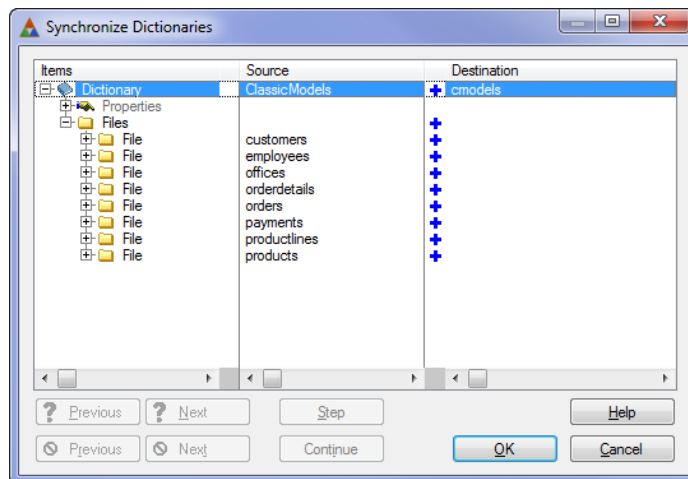 Synchronize Dictionaries
Items Source Destination
Dictionary ClassicModels cmodels
Properties
Files
File customers
File employees
File offices
File orderdetails
File orders
File payments
File productlines
File products
Previous Next Step Help
Previous Next Continue OK Cancel